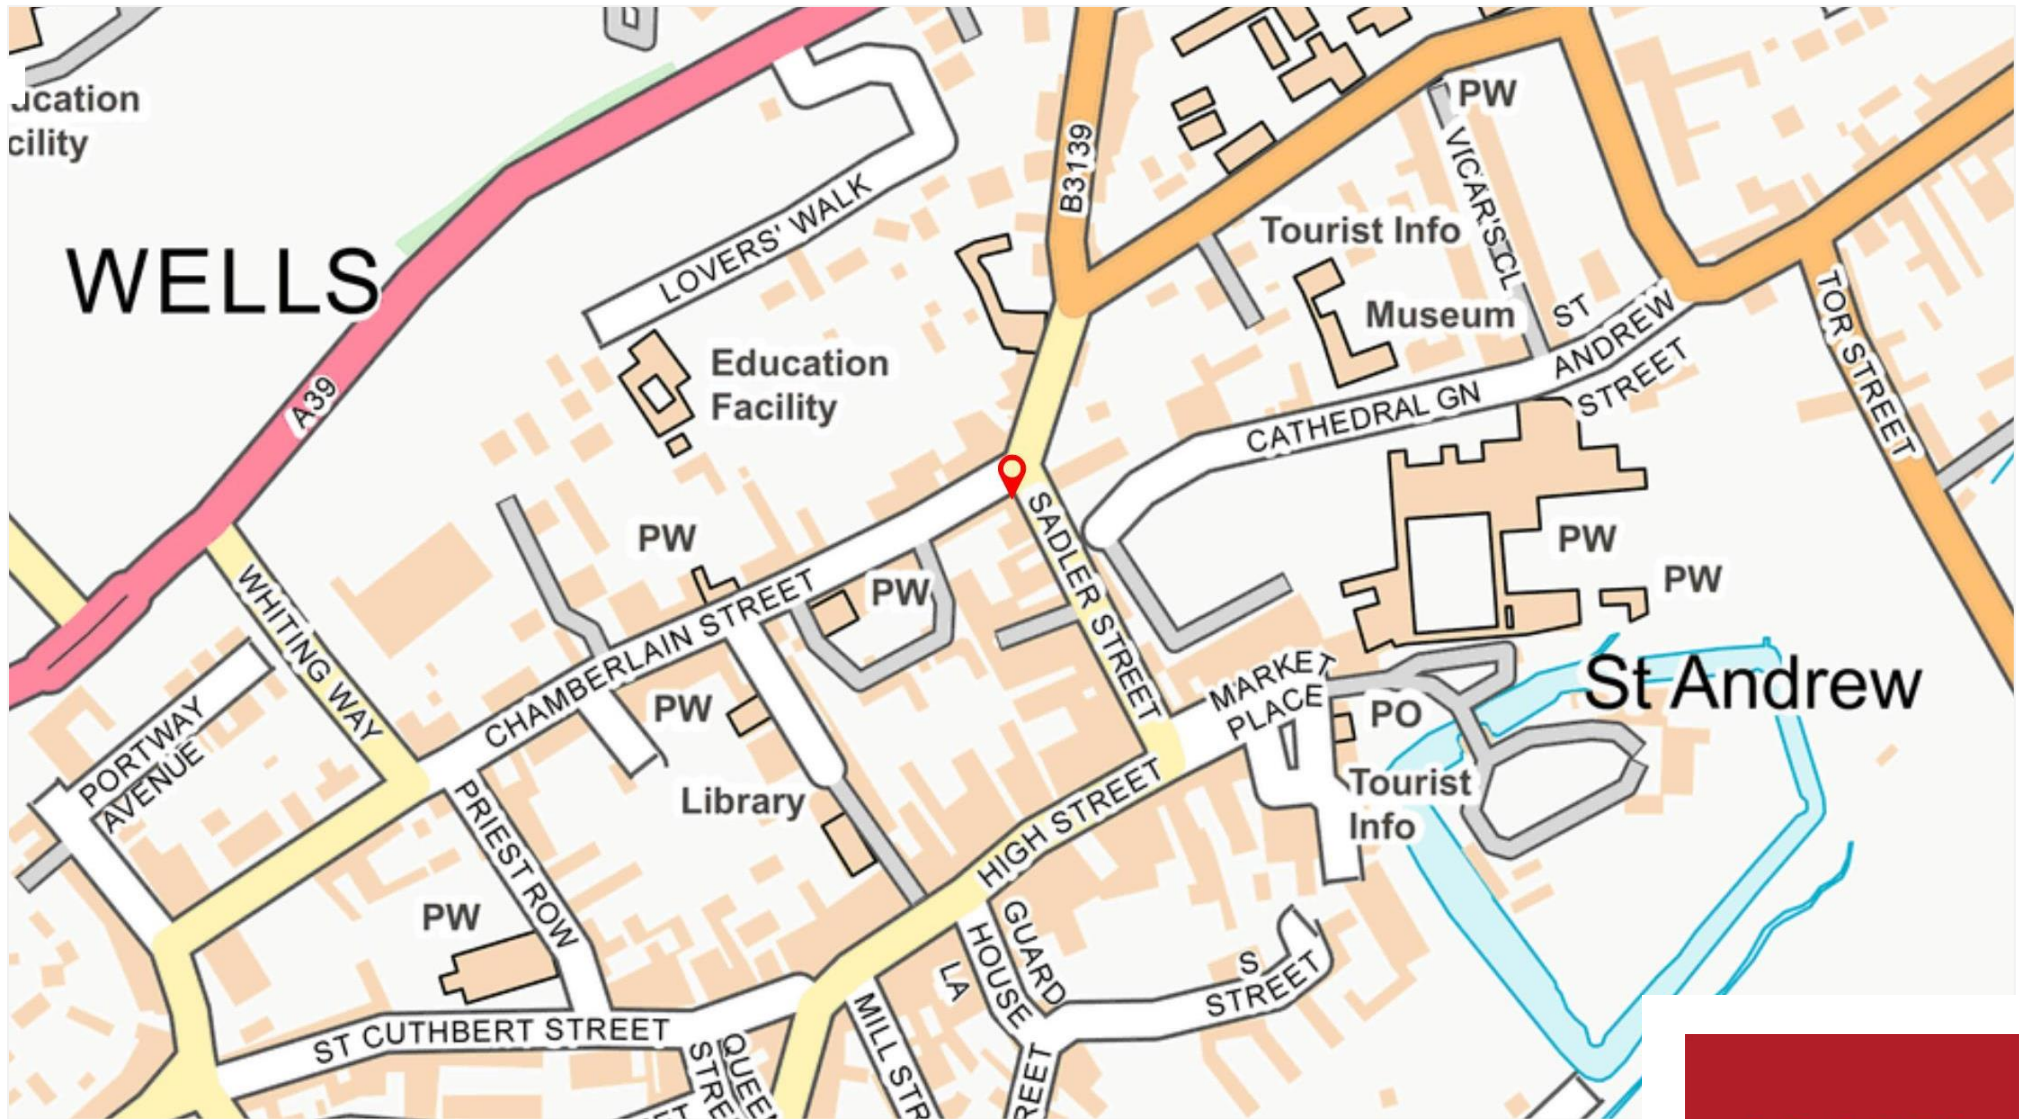 ucation
cility
PW
B3139
VICAR'S CL
LOVERS' WALK
Tourist Info
WELLS
Museum
ST
ANDREW
STREET
TOR STREET
Education
Facility
A39
CATHEDRAL GN
SADLER STREET
PW
PW
PW
PW
WHITING WAY
CHAMBERLAIN STREET
MARKET
PLACE
St Andrew
PW
PO
PORTWAY
AVENUE
Tourist
Info
Library
HIGH STREET
PRIEST ROW
PW
GUARD
HOUSE
LA
S
STREET
MILL STR
ST CUTHBERT STREET
QUEEN
STRE
REET
ET